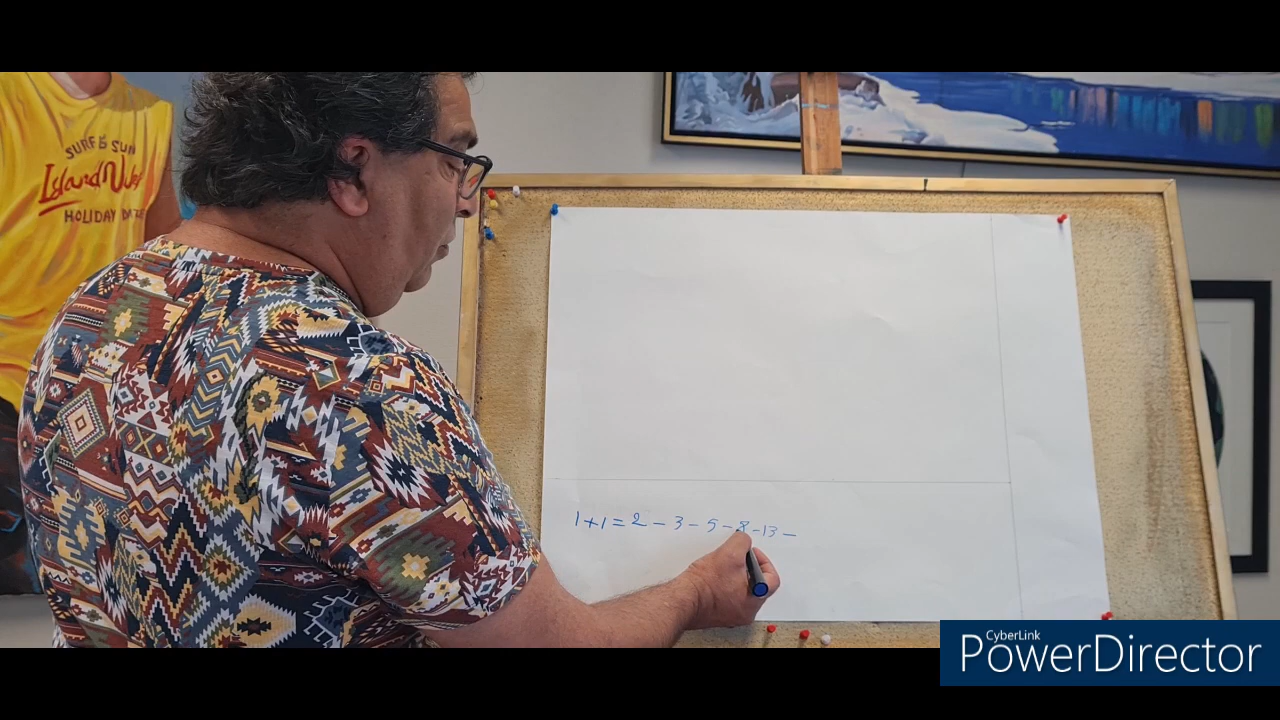 SURF & SUN
Island Vibes
HOLIDAY DAZE
1+1=2-3-5-8-13-
CyberLink
PowerDirector